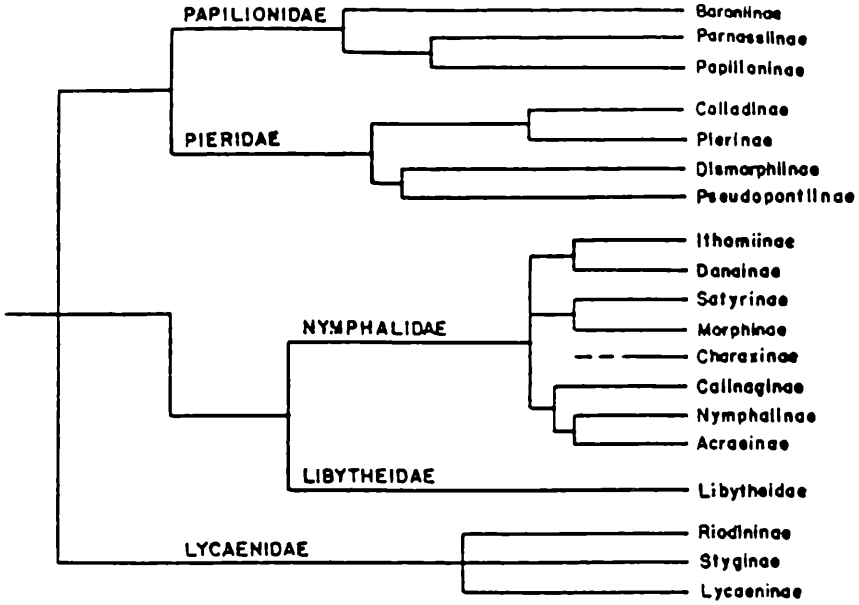 PAPILIONIDAE
Baroniinae
Parnassiinae
Papilioninae
Coliadinae
PIERIDAE
Pierinae
Dismorphiinae
Pseudopontiinae
Ithomiinae
Danainae
Satyrinae
NYMPHALIDAE
Morphinae
Charaxinae
Calinaginae
Nymphalinae
Acraeinae
LIBYTHEIDAE
Libytheidae
Riodininae
LYCAENIDAE
Styginae
Lycaeninae